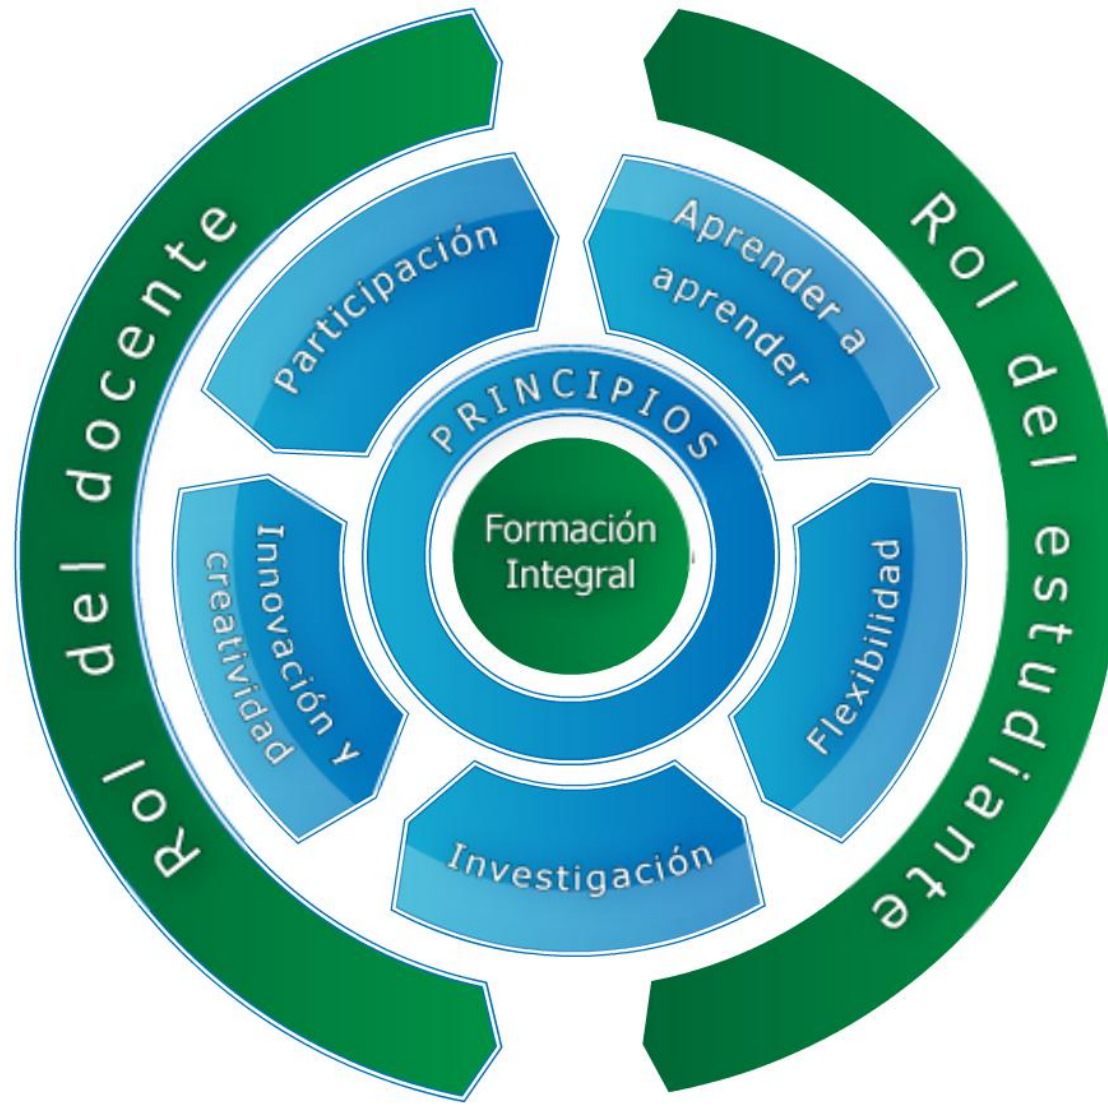 Rol del docente
Rol del estudiante
Participación
Aprender a
aprender
PRINCIPIOS
Formación
Integral
Innovación y
creatividad
Flexibilidad
Investigación